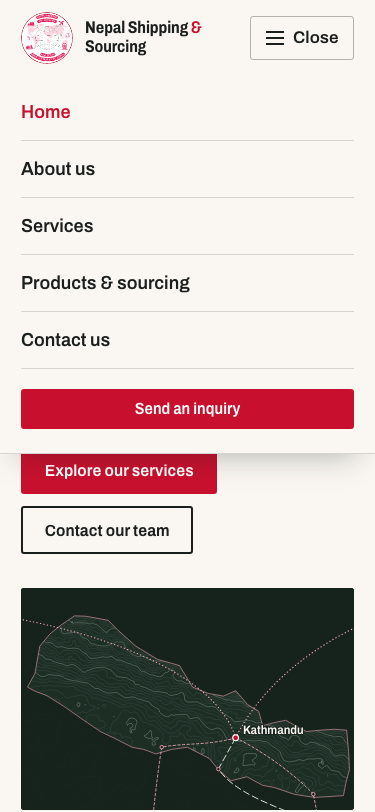 Nepal Shipping &
Sourcing
Close
Home
About us
Services
Products & sourcing
Contact us
Send an inquiry
Explore our services
Contact our team
Kathmandu